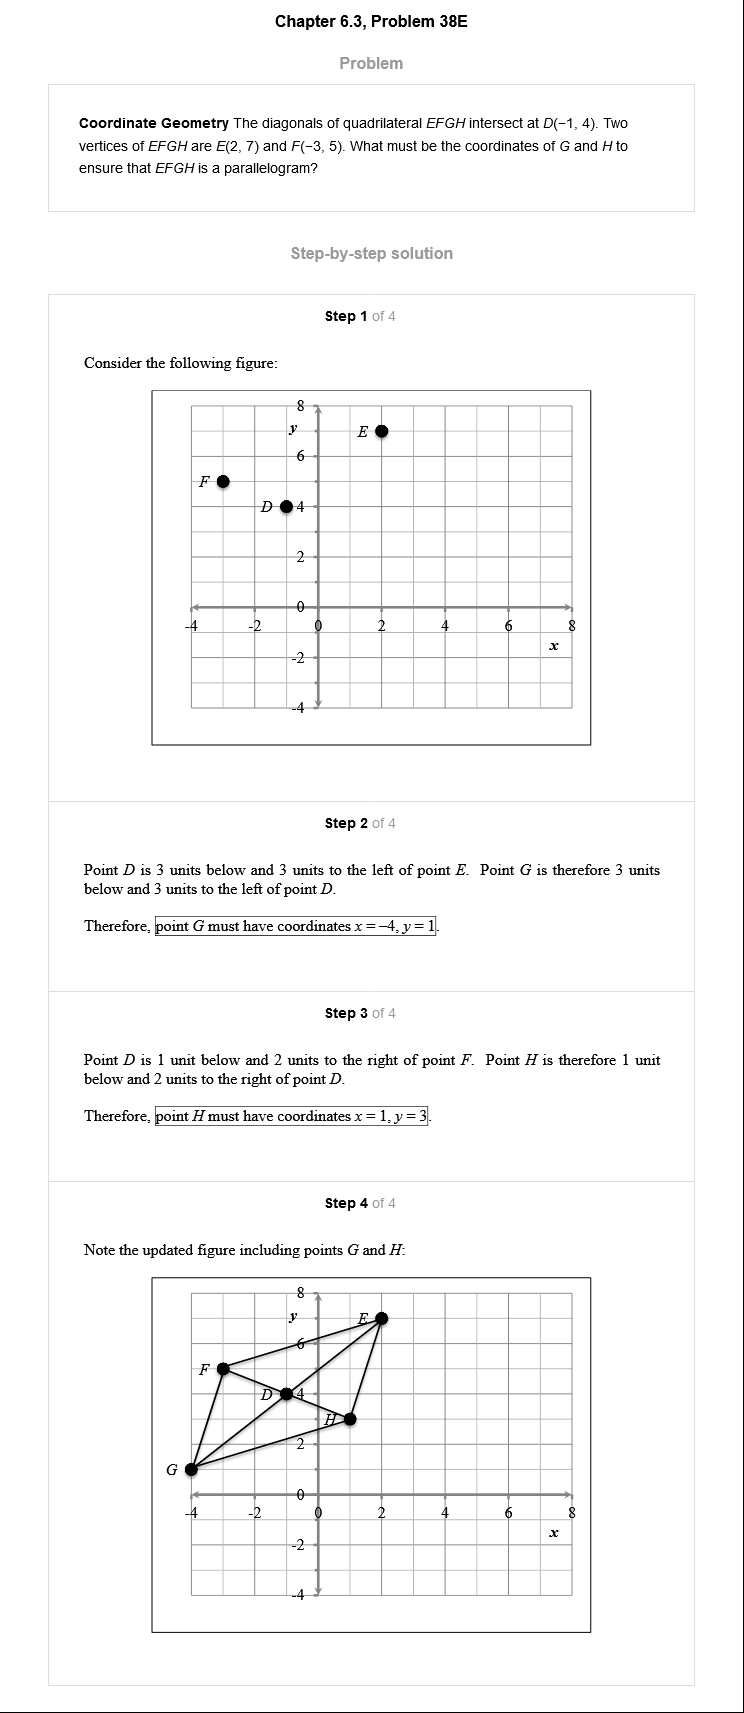 Chapter 6.3, Problem 38E
Problem
Coordinate Geometry The diagonals of quadrilateral EFGH intersect at D(−1, 4). Two
vertices of EFGH are E(2, 7) and F(−3, 5). What must be the coordinates of G and H to
ensure that EFGH is a parallelogram?
Step-by-step solution
Step 1 of 4
Consider the following figure:
8
y
E
6
F
D
4
2
0
-4 -2 0 2 4 6 8
x
-2
-4
Step 2 of 4
Point D is 3 units below and 3 units to the left of point E. Point G is therefore 3 units
below and 3 units to the left of point D.
Therefore, point G must have coordinates x = −4, y = 1.
Step 3 of 4
Point D is 1 unit below and 2 units to the right of point F. Point H is therefore 1 unit
below and 2 units to the right of point D.
Therefore, point H must have coordinates x = 1, y = 3.
Step 4 of 4
Note the updated figure including points G and H:
8
y
E
6
F
D
4
H
2
G
0
-4 -2 0 2 4 6 8
x
-2
-4